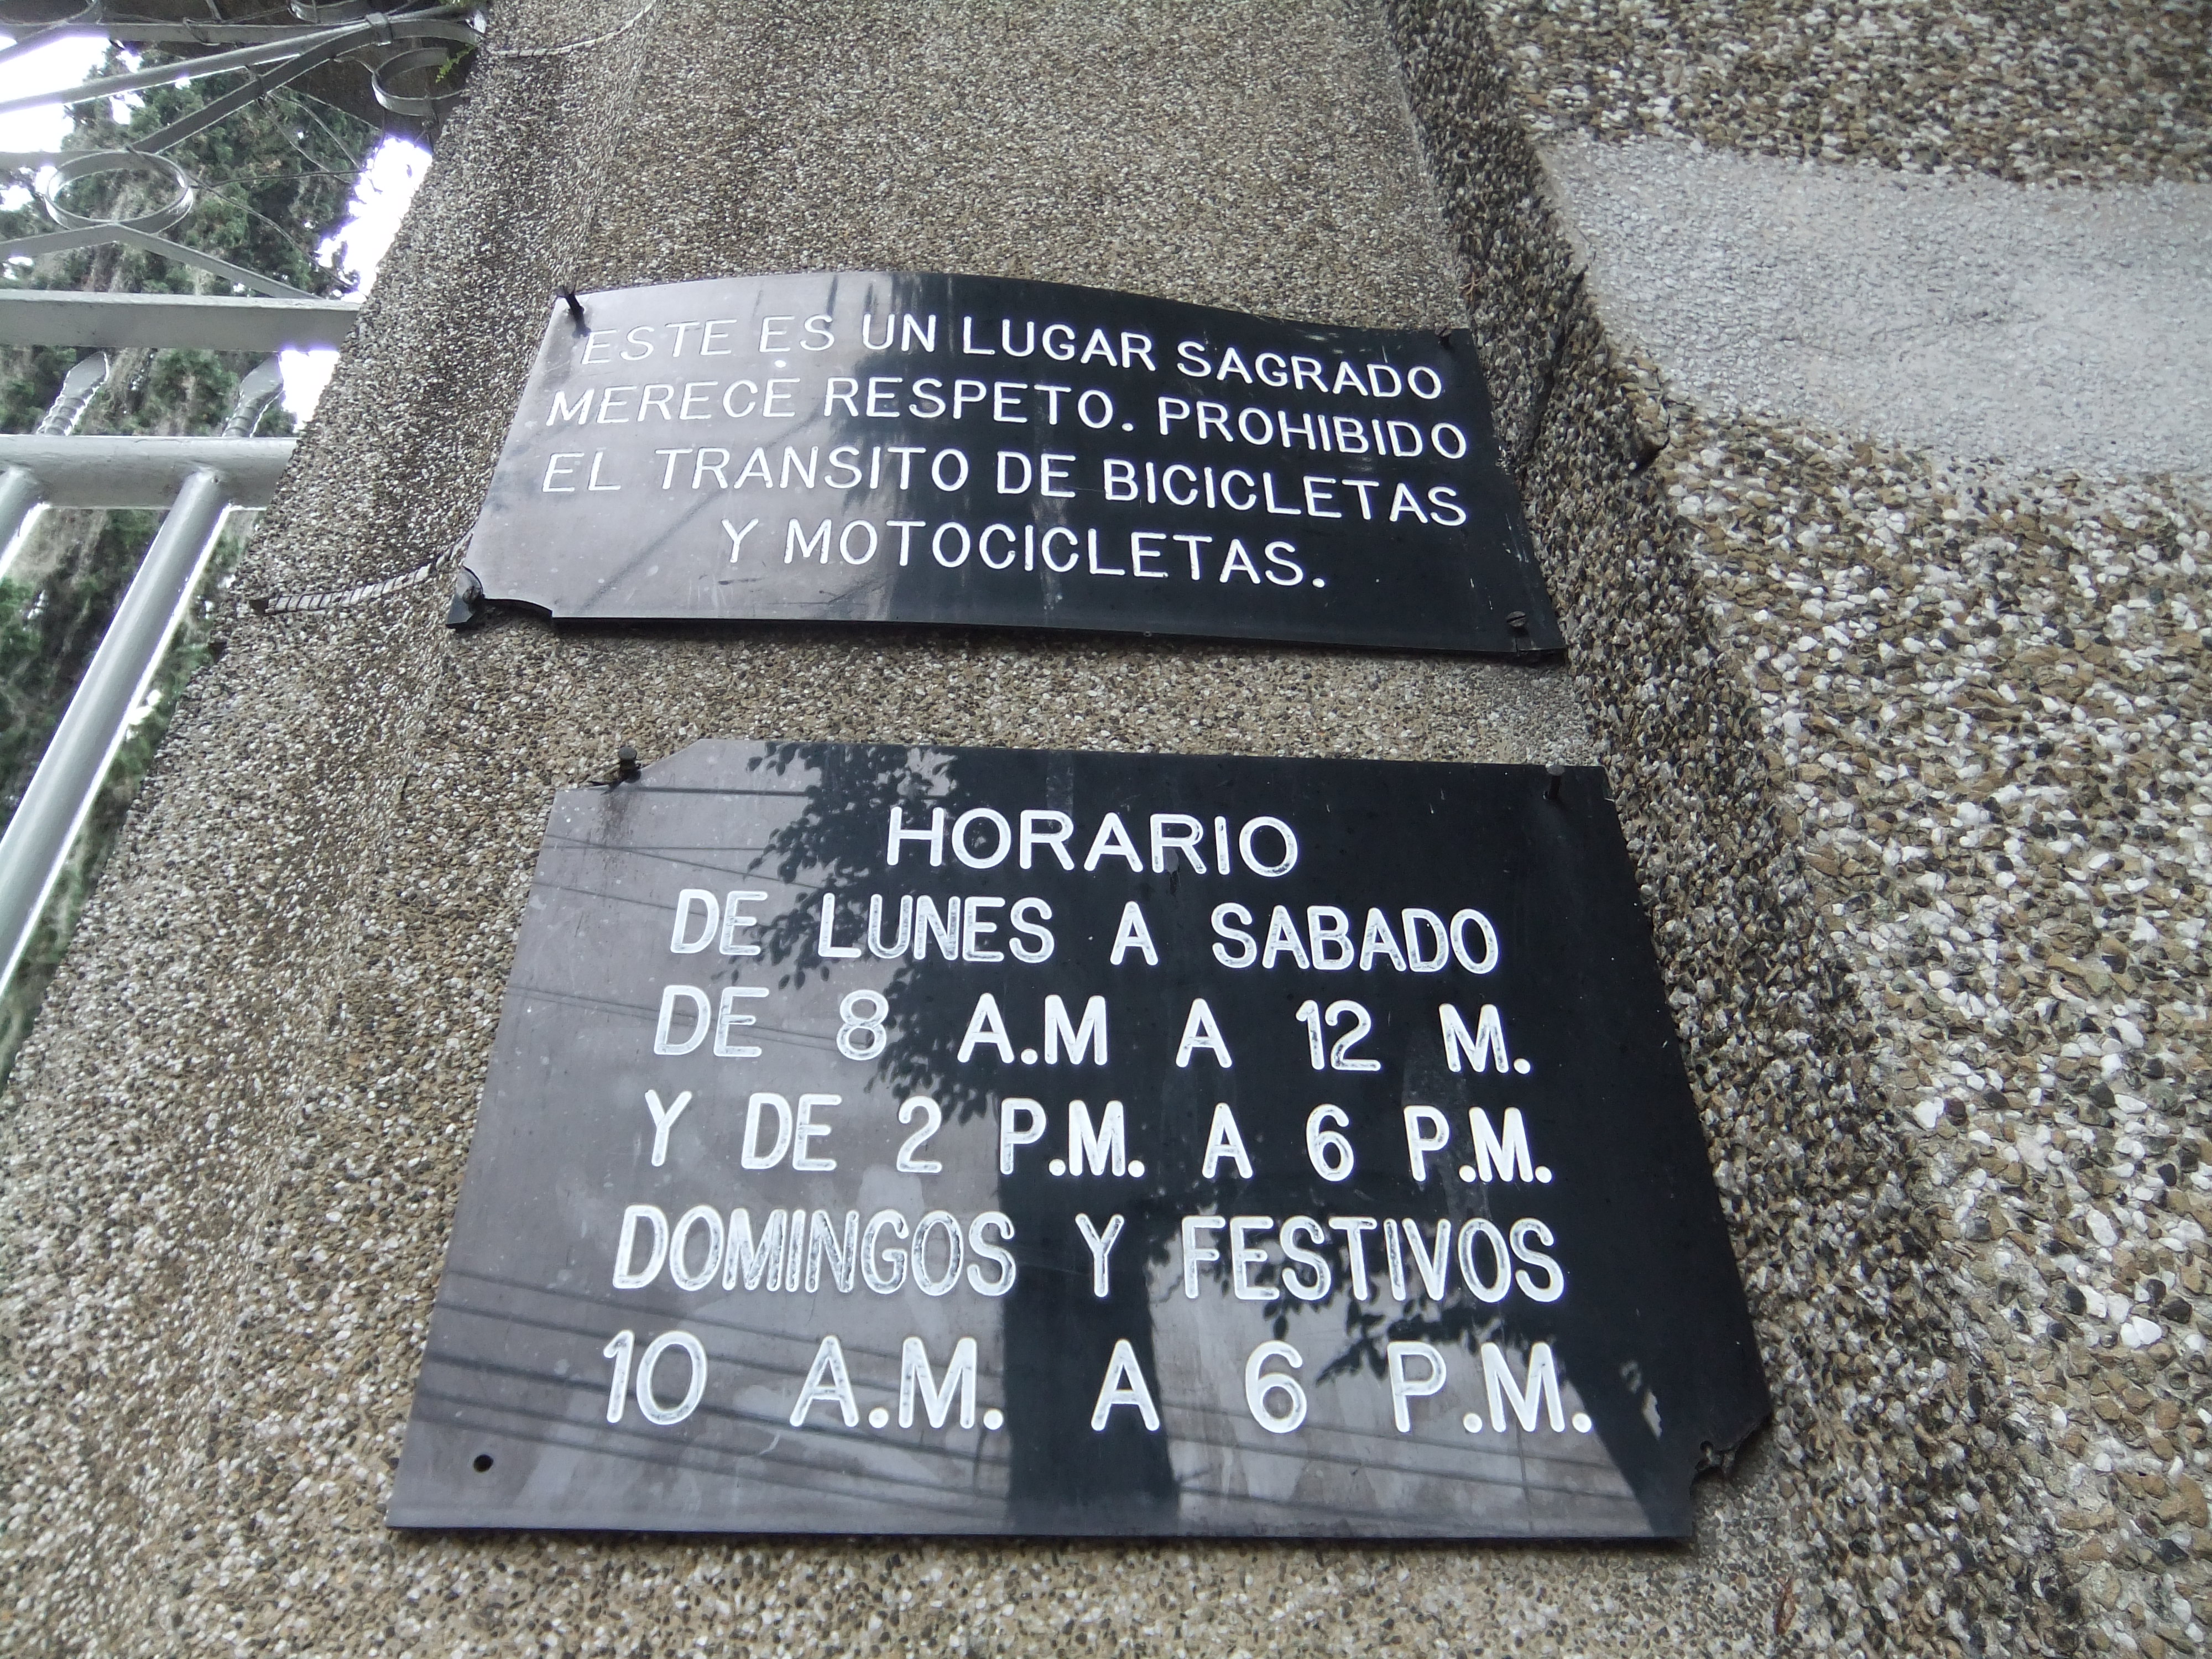 ESTE ES UN LUGAR SAGRADO
MERECE RESPETO. PROHIBIDO
EL TRANSITO DE BICICLETAS
Y MOTOCICLETAS.
HORARIO
DE LUNES A SABADO
DE 8 A.M A 12 M.
Y DE 2 P.M. A 6 P.M.
DOMINGOS Y FESTIVOS
10 A.M. A 6 P.M.